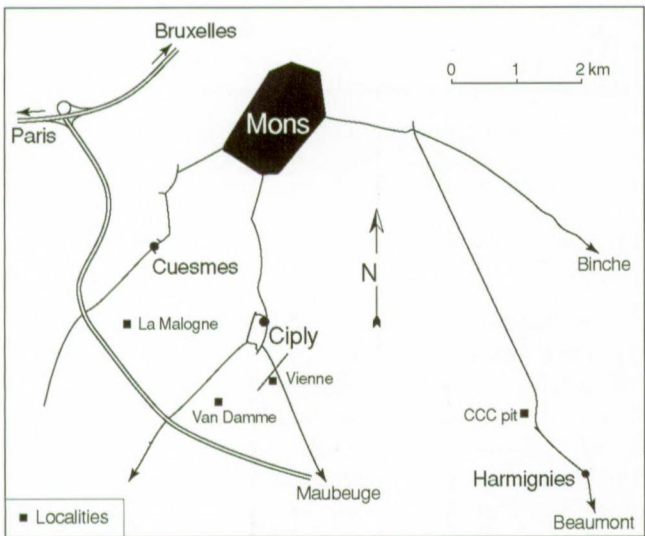 Bruxelles
0 1 2 km
Paris
Mons
N
Cuesmes
Binche
La Malogne
Ciply
Vienne
Van Damme
CCC pit
Harmignies
Maubeuge
Localities
Beaumont